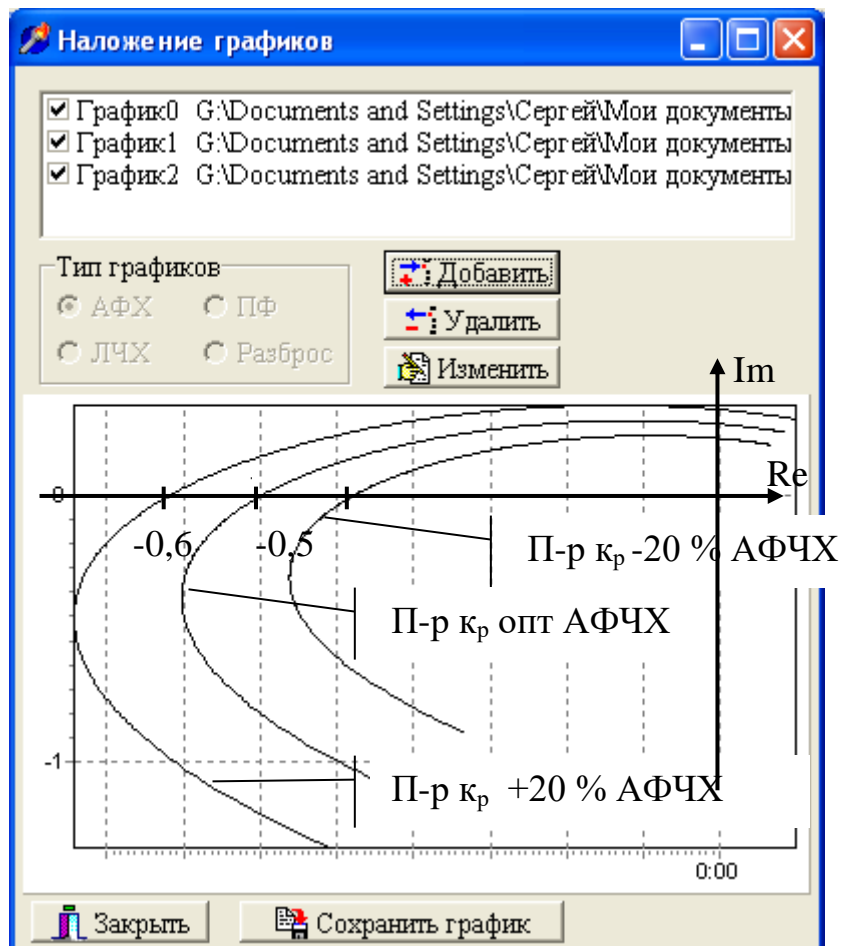 Наложение графиков
График0 G:\Documents and Settings\Сергей\Мои документы
График1 G:\Documents and Settings\Сергей\Мои документы
График2 G:\Documents and Settings\Сергей\Мои документы
Тип графиков
АФХ ПФ
ЛЧХ Разброс
Добавить
Удалить
Изменить
Im
Re
0
-0,6 -0,5
П-р кр -20 % АФЧХ
П-р кр опт АФЧХ
-1
П-р кр +20 % АФЧХ
0:00
Закрыть Сохранить график